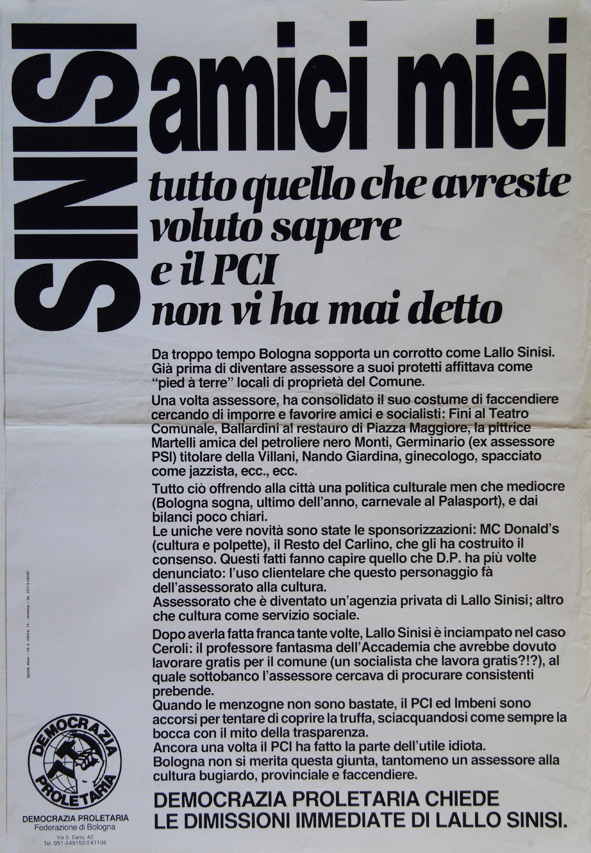 SINISI
amici miei
tutto quello che avreste
voluto sapere
e il PCI
non vi ha mai detto
Da troppo tempo Bologna sopporta un corrotto come Lallo Sinisi.
Già prima di diventare assessore a suoi protetti affittava come
“pied à terre” locali di proprietà del Comune.
Una volta assessore, ha consolidato il suo costume di faccendiere
cercando di imporre e favorire amici e socialisti: Fini al Teatro
Comunale, Ballardini al restauro di Piazza Maggiore, la pittrice
Martelli amica del petroliere nero Monti, Germinario (ex assessore
PSI) titolare della Villani, Nando Giardina, ginecologo, spacciato
come jazzista, ecc., ecc.
Tutto ciò offrendo alla città una politica culturale men che mediocre
(Bologna sogna, ultimo dell'anno, carnevale al Palasport), e dai
bilanci poco chiari.
Le uniche vere novità sono state le sponsorizzazioni: MC Donald's
(cultura e polpette), il Resto del Carlino, che gli ha costruito il
consenso. Questi fatti fanno capire quello che D.P. ha più volte
denunciato: l'uso clientelare che questo personaggio fà
dell'assessorato alla cultura.
Assessorato che è diventato un'agenzia privata di Lallo Sinisi; altro
che cultura come servizio sociale.
Dopo averla fatta franca tante volte, Lallo Sinisi è inciampato nel caso
Ceroli: il professore fantasma dell'Accademia che avrebbe dovuto
lavorare gratis per il comune (un socialista che lavora gratis?!?), al
quale sottobanco l'assessore cercava di procurare consistenti
prebende.
Quando le menzogne non sono bastate, il PCI ed Imbeni sono
accorsi per tentare di coprire la truffa, sciacquandosi come sempre la
bocca con il mito della trasparenza.
Ancora una volta il PCI ha fatto la parte dell'utile idiota.
Bologna non si merita questa giunta, tantomeno un assessore alla
cultura bugiardo, provinciale e faccendiere.
DEMOCRAZIA PROLETARIA CHIEDE
LE DIMISSIONI IMMEDIATE DI LALLO SINISI.
DEMOCRAZIA
PROLETARIA
DEMOCRAZIA PROLETARIA
Federazione di Bologna
Via S. Carlo, 42
Tel. 051-249152/247136